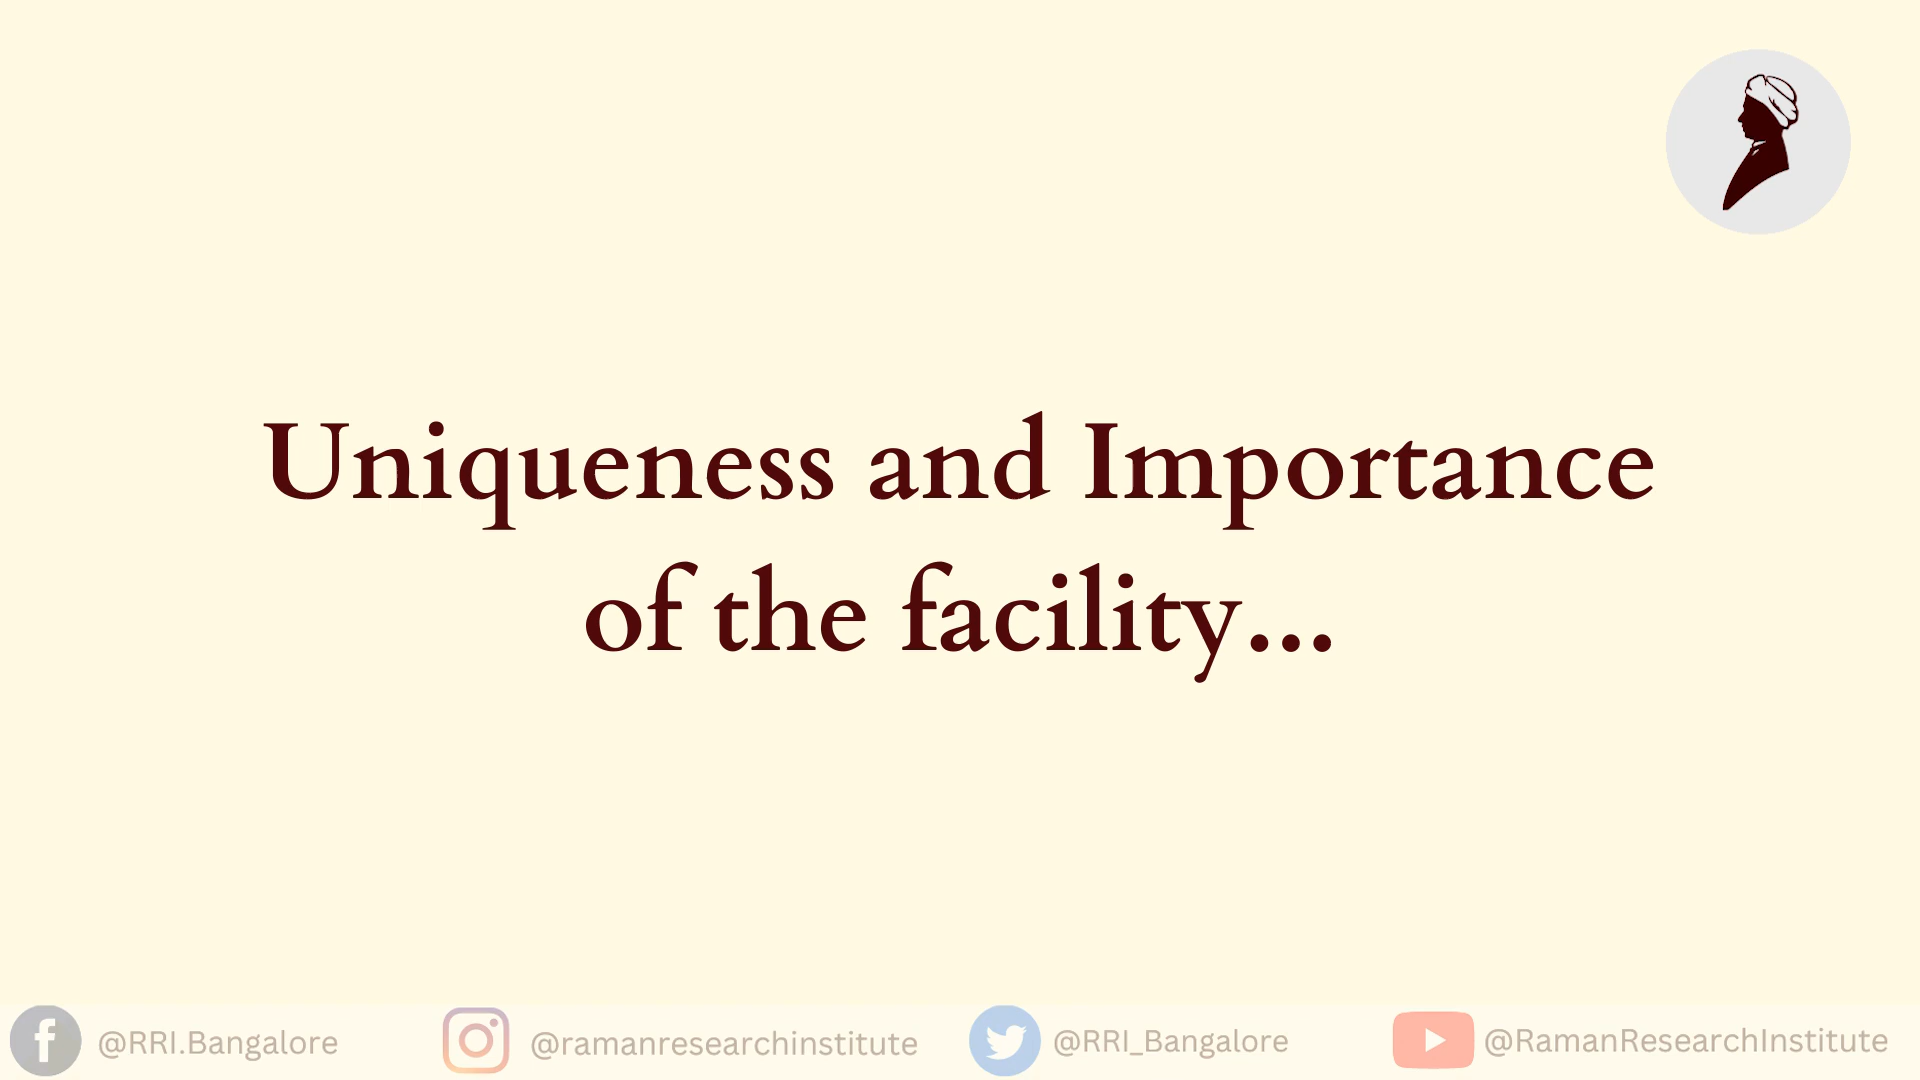 Uniqueness and Importance
of the facility...
@RRI.Bangalore
@ramanresearchinstitute
@RRI_Bangalore
@RamanResearchInstitute